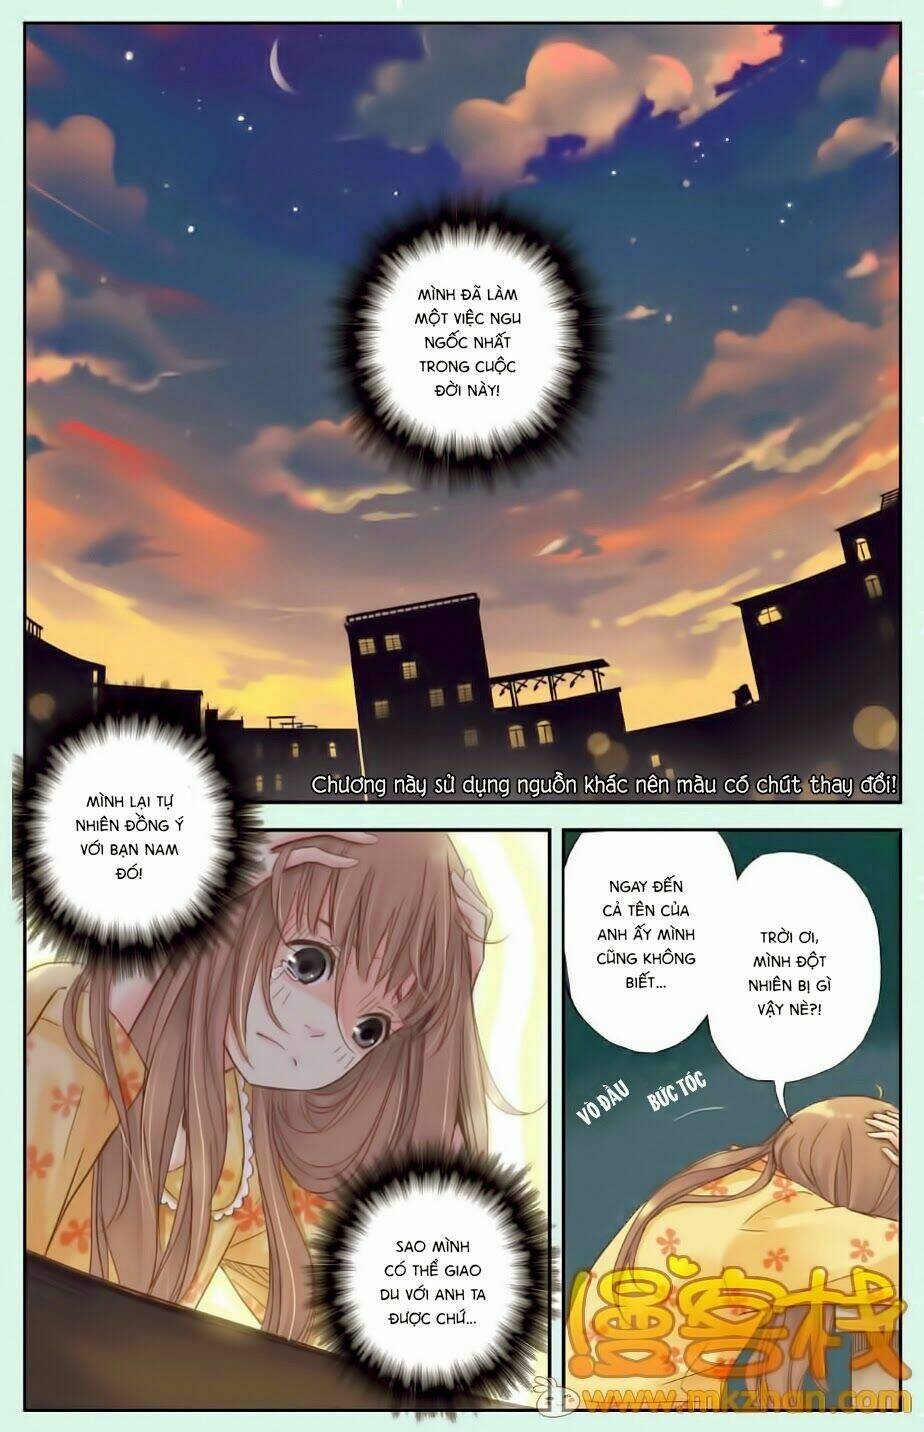 MÌNH ĐÃ LÀM
MỘT VIỆC NGU
NGỐC NHẤT
TRONG CUỘC
ĐỜI NÀY!
Chương này sử dụng nguồn khác nên màu có chút thay đổi!
MÌNH LẠI TỰ
NHIÊN ĐỒNG Ý
VỚI BẠN NAM
ĐÓ!
SAO MÌNH
CÓ THỂ GIAO
DU VỚI ANH TA
ĐƯỢC CHỨ...
NGAY ĐẾN
CẢ TÊN CỦA
ANH ẤY MÌNH
CŨNG KHÔNG
BIẾT...
TRỜI ƠI,
MÌNH ĐỘT
NHIÊN BỊ GÌ
VẬY NÈ?!
VÒ ĐẦU
BỨC TÓC
漫客栈
www.mkzhan.com